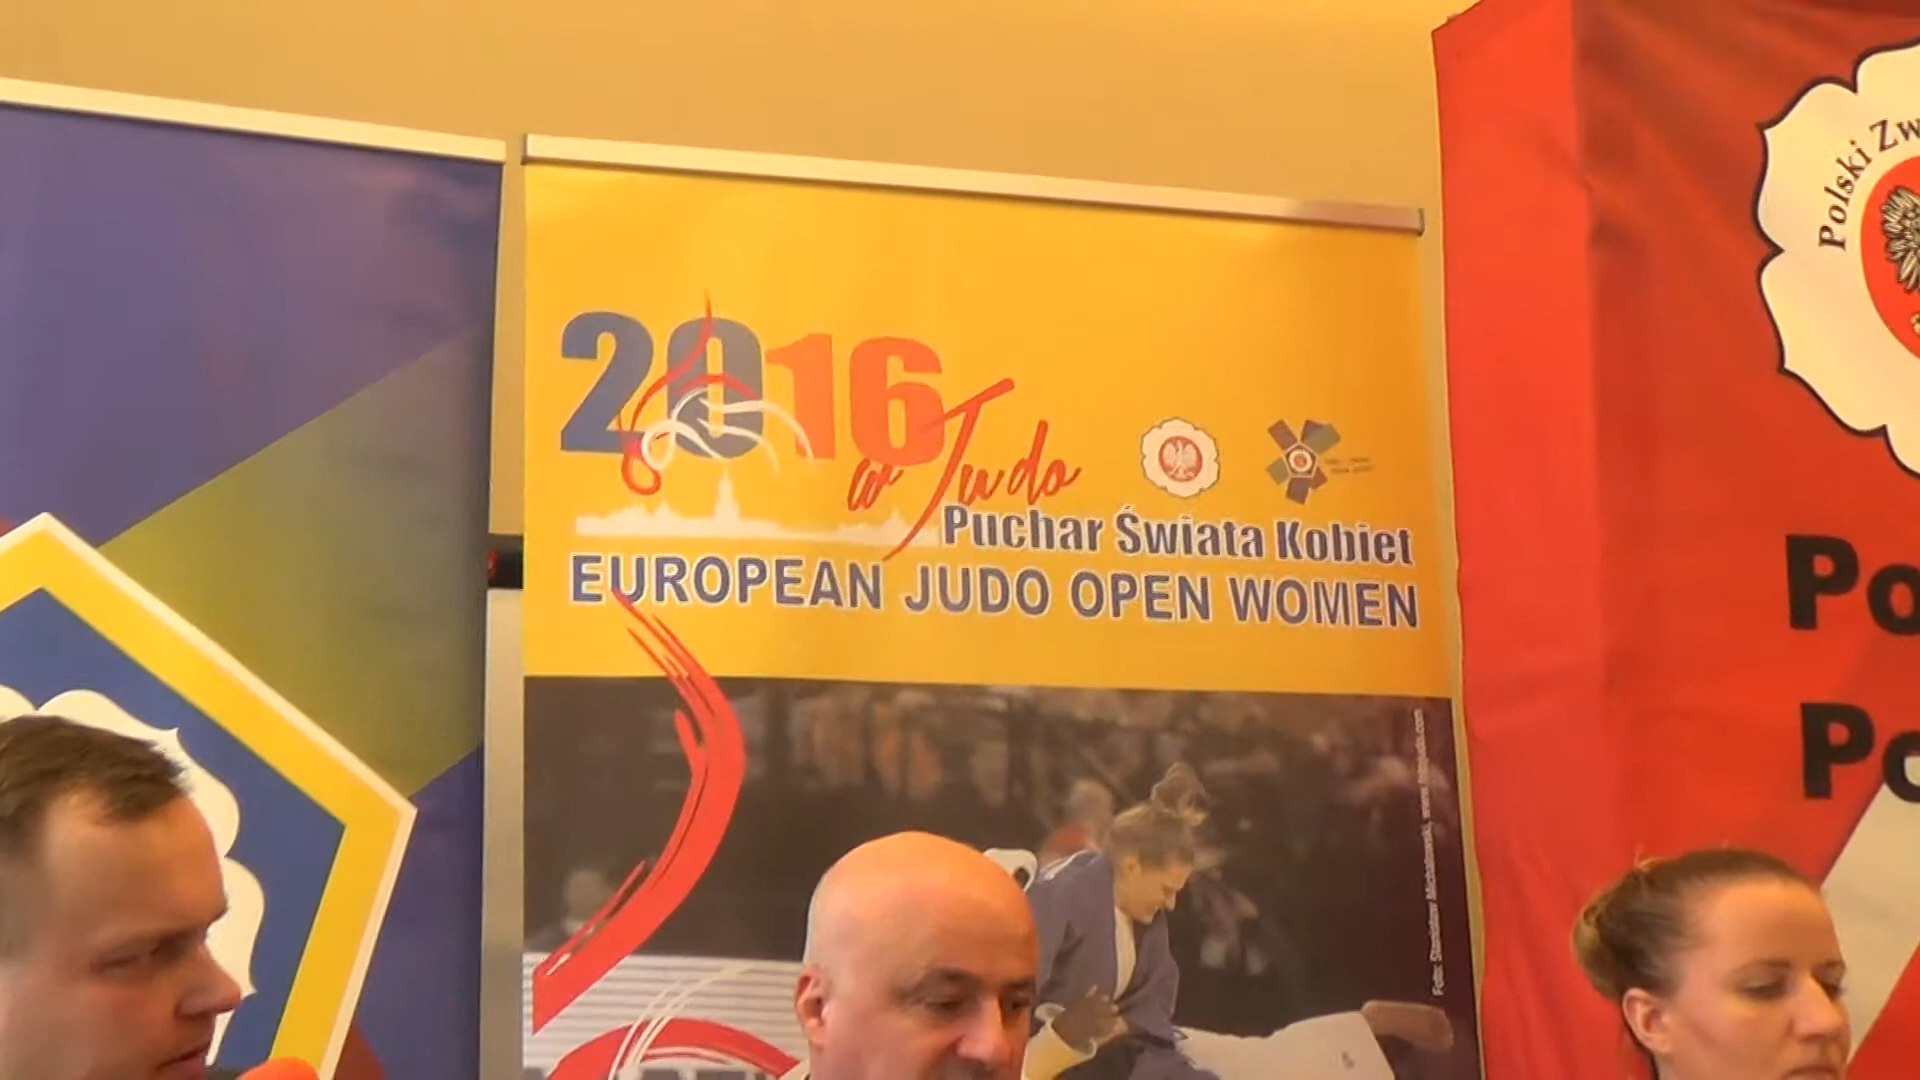 2016
w Judo
Puchar Świata Kobiet
EUROPEAN JUDO OPEN WOMEN
Polski Zw
Po
Po